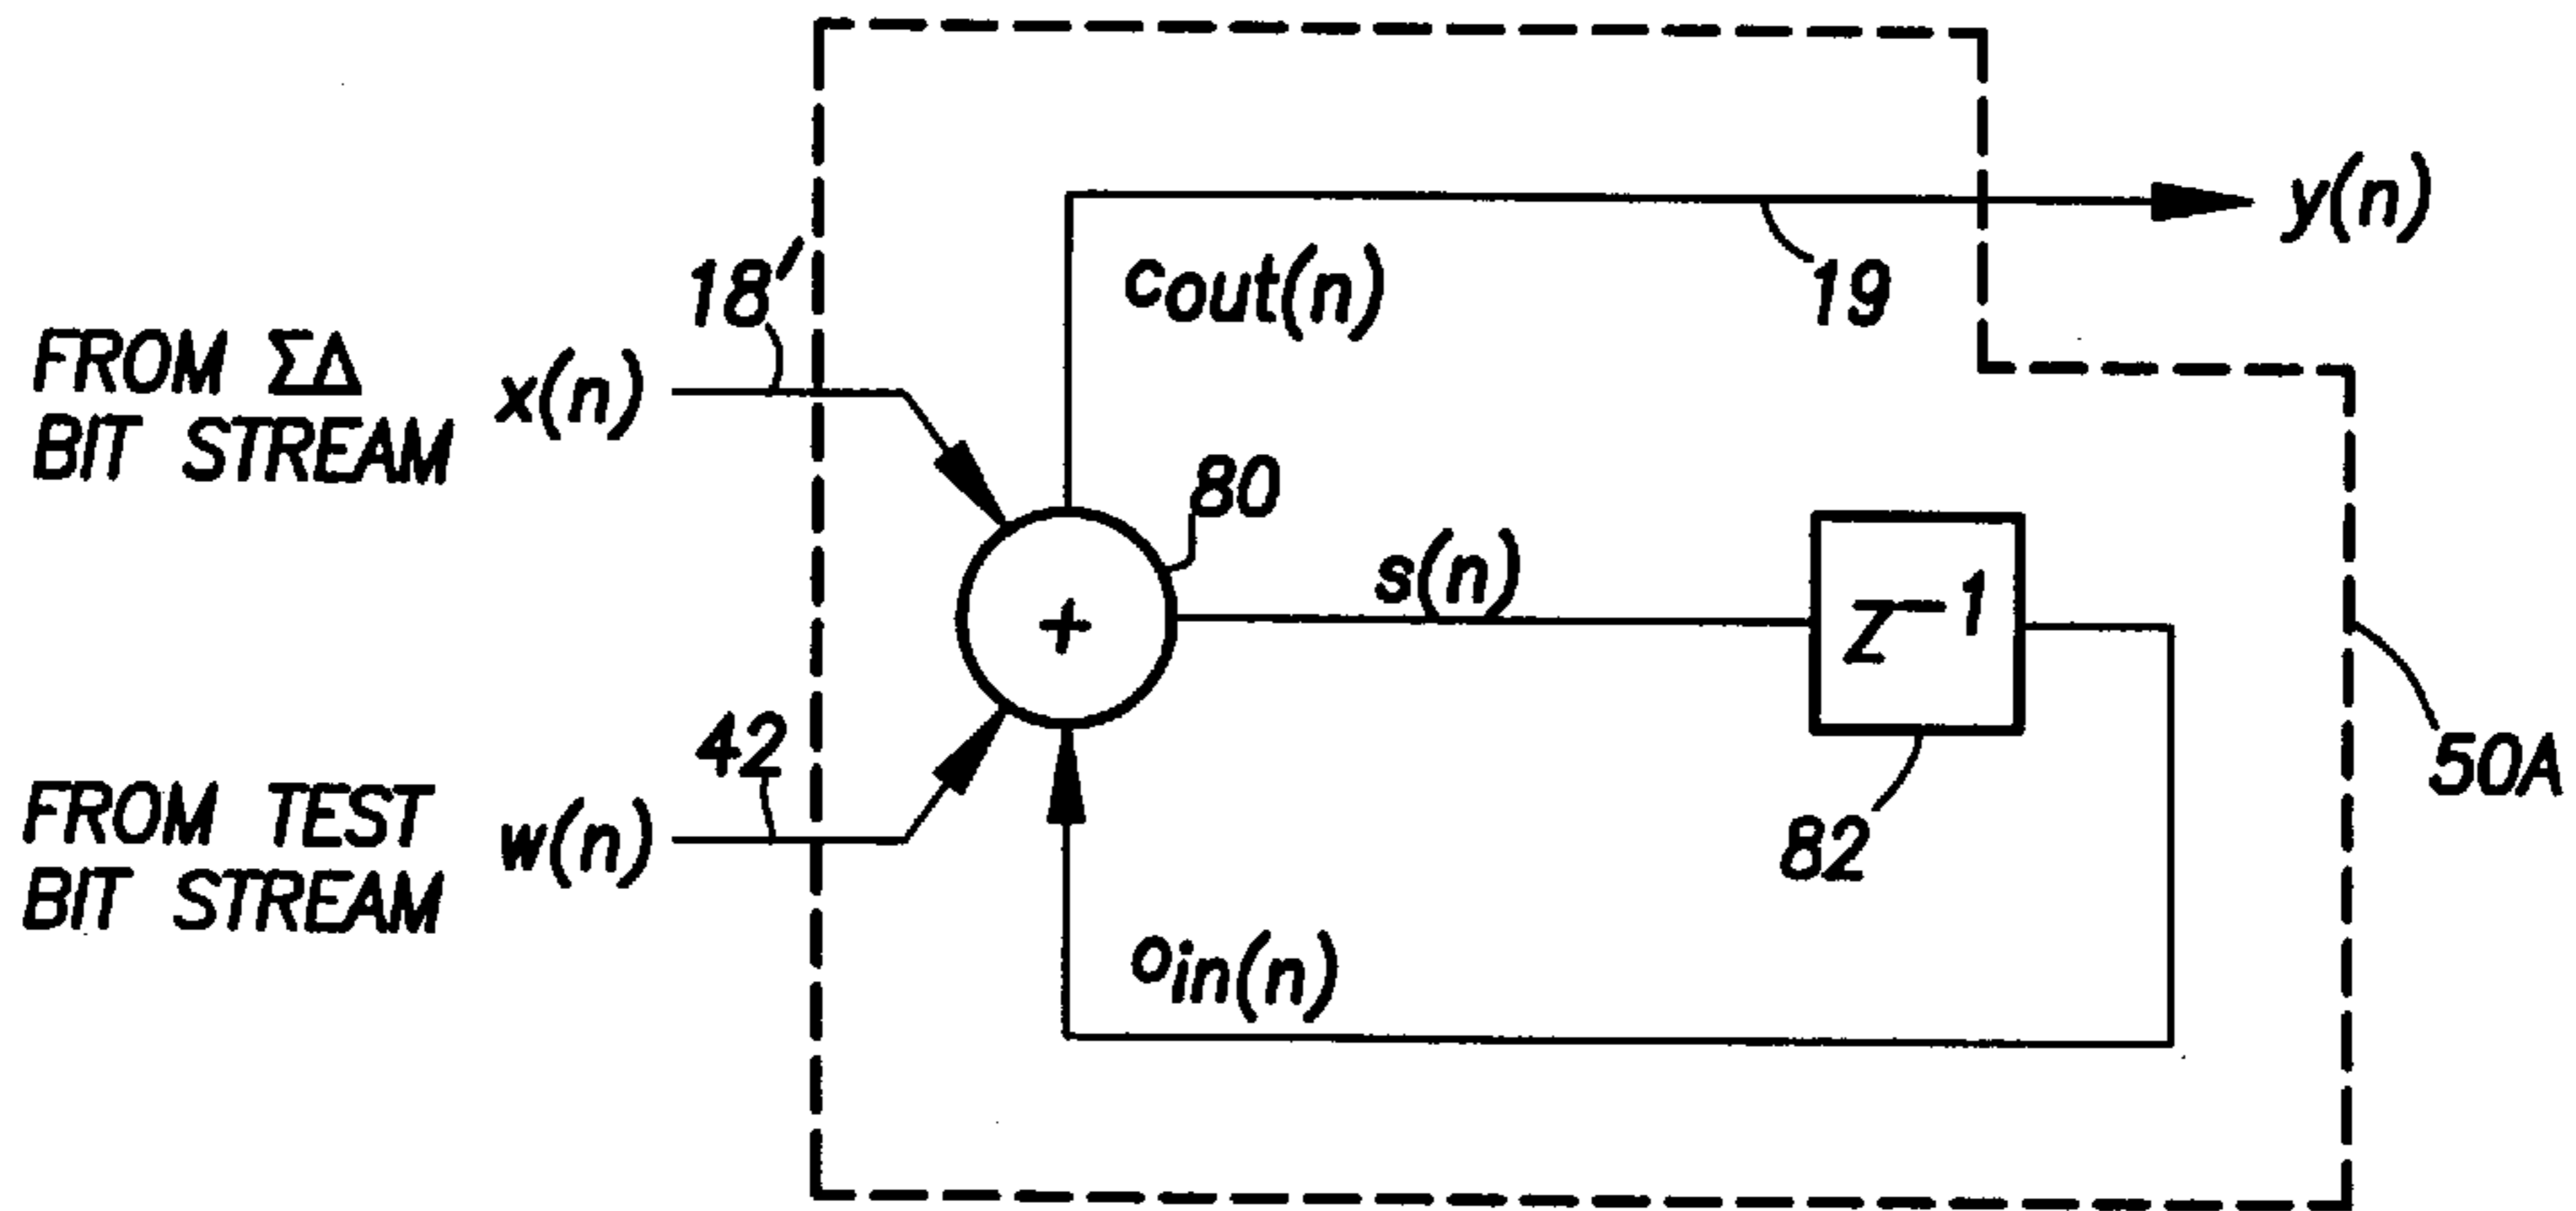 18'
cout(n)
19
y(n)
FROM ΣΔ
BIT STREAM
x(n)
80
+
s(n)
Z⁻¹
82
50A
42
FROM TEST
BIT STREAM
w(n)
oin(n)